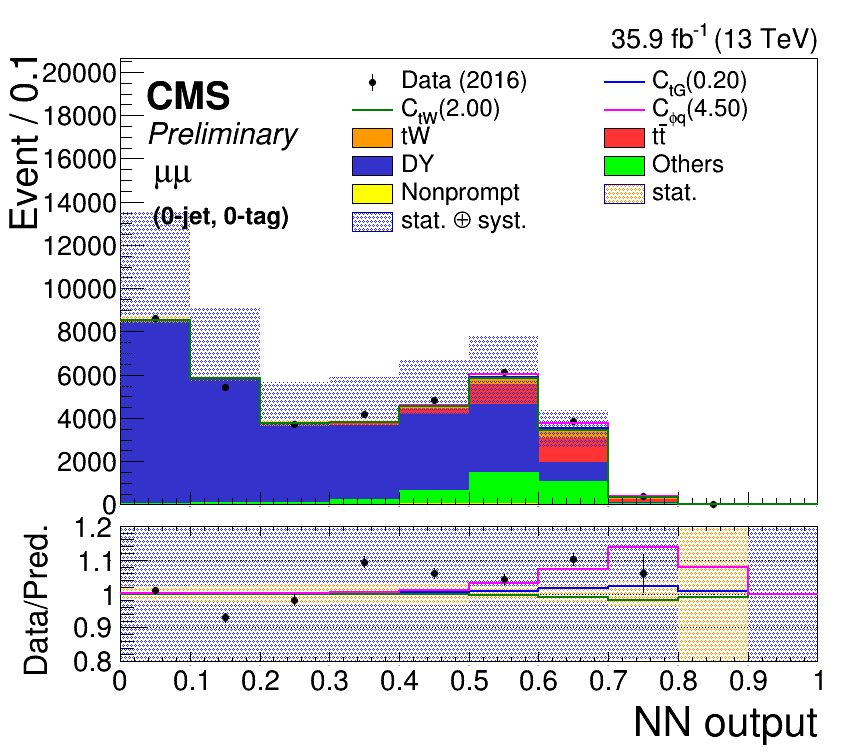 35.9 fb-1 (13 TeV)
Event / 0.1
20000
18000
16000
14000
12000
10000
8000
6000
4000
2000
0
CMS
Preliminary
μμ
(0-jet, 0-tag)
Data (2016)
CtG(0.20)
CtW(2.00)
Cϕq(4.50)
tW
tt̄
DY
Others
Nonprompt
stat.
stat. ⊕ syst.
Data/Pred.
1.2
1.1
1
0.9
0.8
0 0.1 0.2 0.3 0.4 0.5 0.6 0.7 0.8 0.9 1
NN output